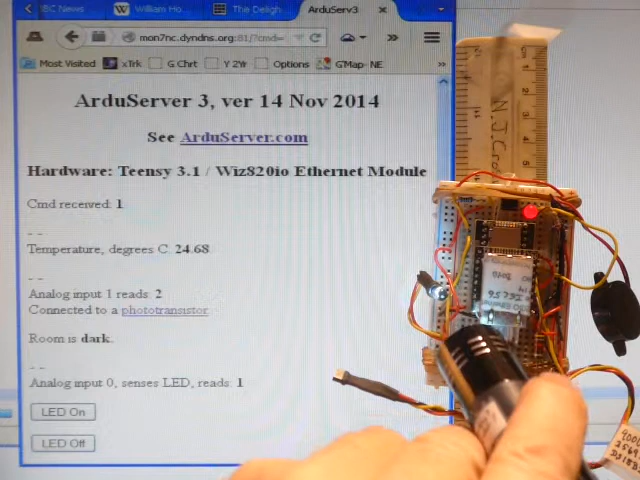 BC News William Ho... The Deligh ArduServ3
mon7nc.dyndns.org:81/?cmd=
Most Visited xTrk G Chrt Y 2Yr Options G'Map- NE
ArduServer 3, ver 14 Nov 2014
See ArduServer.com
Hardware: Teensy 3.1 / Wiz820io Ethernet Module
Cmd received: 1
- -
Temperature, degrees C. 24.68
- -
Analog input 1 reads: 2
Connected to a phototransistor.
Room is dark.
- -
Analog input 0, senses LED, reads: 1
LED On
LED Off